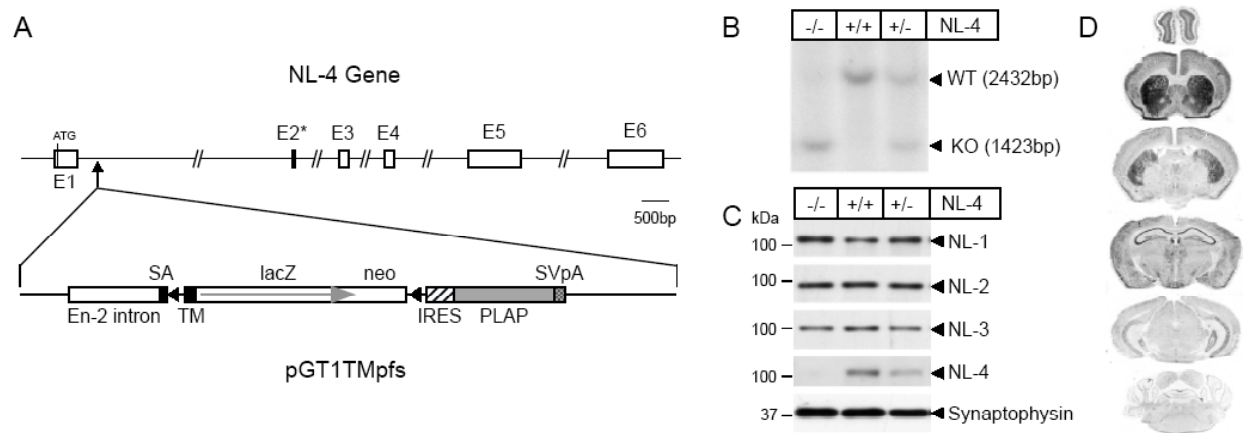 A
NL-4 Gene
ATG
E1
E2*
E3
E4
E5
E6
500bp
SA
lacZ
neo
SVpA
En-2 intron
TM
IRES
PLAP
pGT1TMpfs
B
-/- +/+ +/- NL-4
WT (2432bp)
KO (1423bp)
C
kDa
-/- +/+ +/- NL-4
100 NL-1
100 NL-2
100 NL-3
100 NL-4
37 Synaptophysin
D